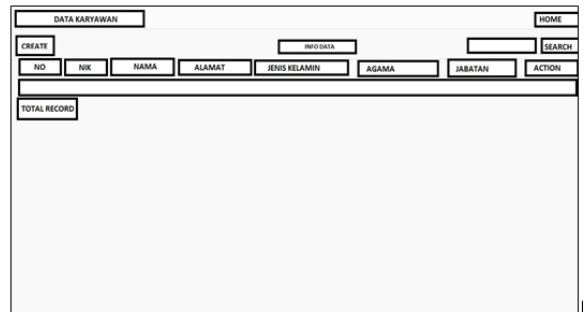 DATA KARYAWAN HOME
CREATE INFO DATA SEARCH
NO NIK NAMA ALAMAT JENIS KELAMIN AGAMA JABATAN ACTION
TOTAL RECORD